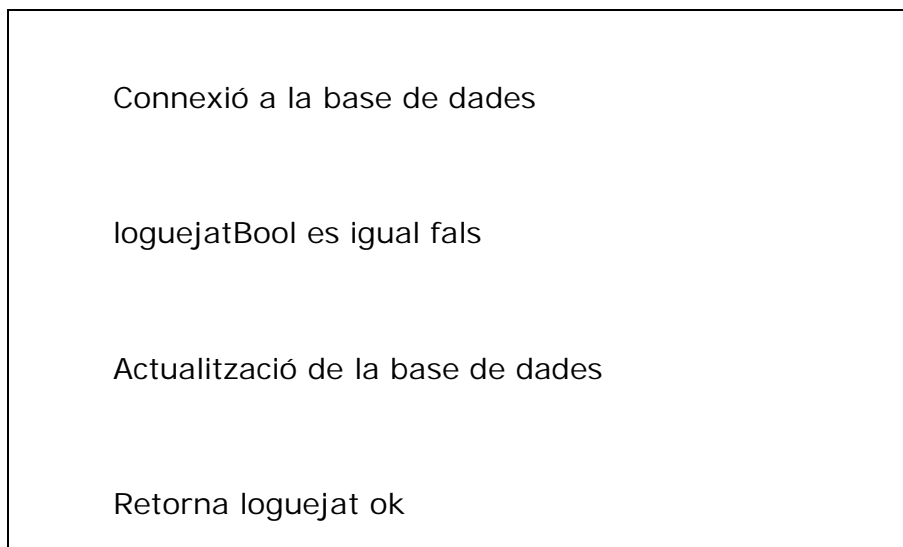 Connexió a la base de dades
loguejatBool es igual fals
Actualització de la base de dades
Retorna loguejat ok